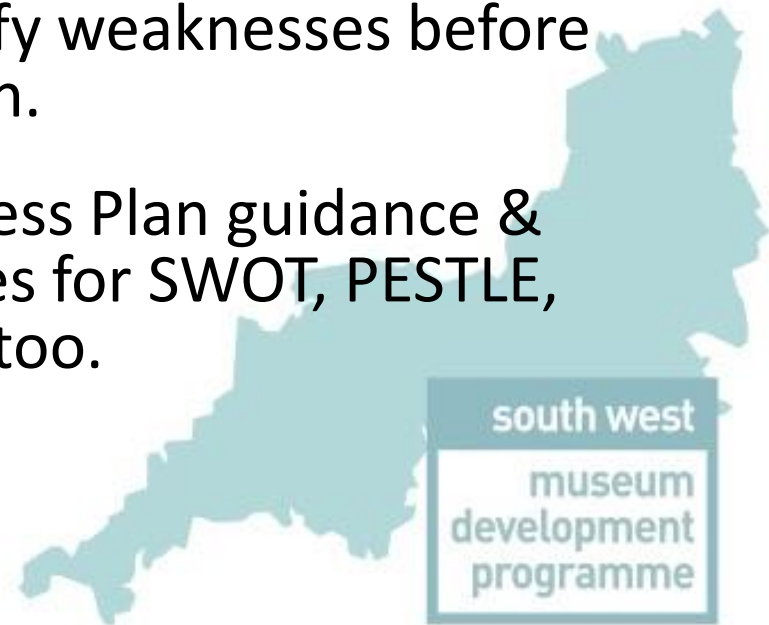 fy weaknesses before
n.
ess Plan guidance &
es for SWOT, PESTLE,
too.
south west
museum
development
programme